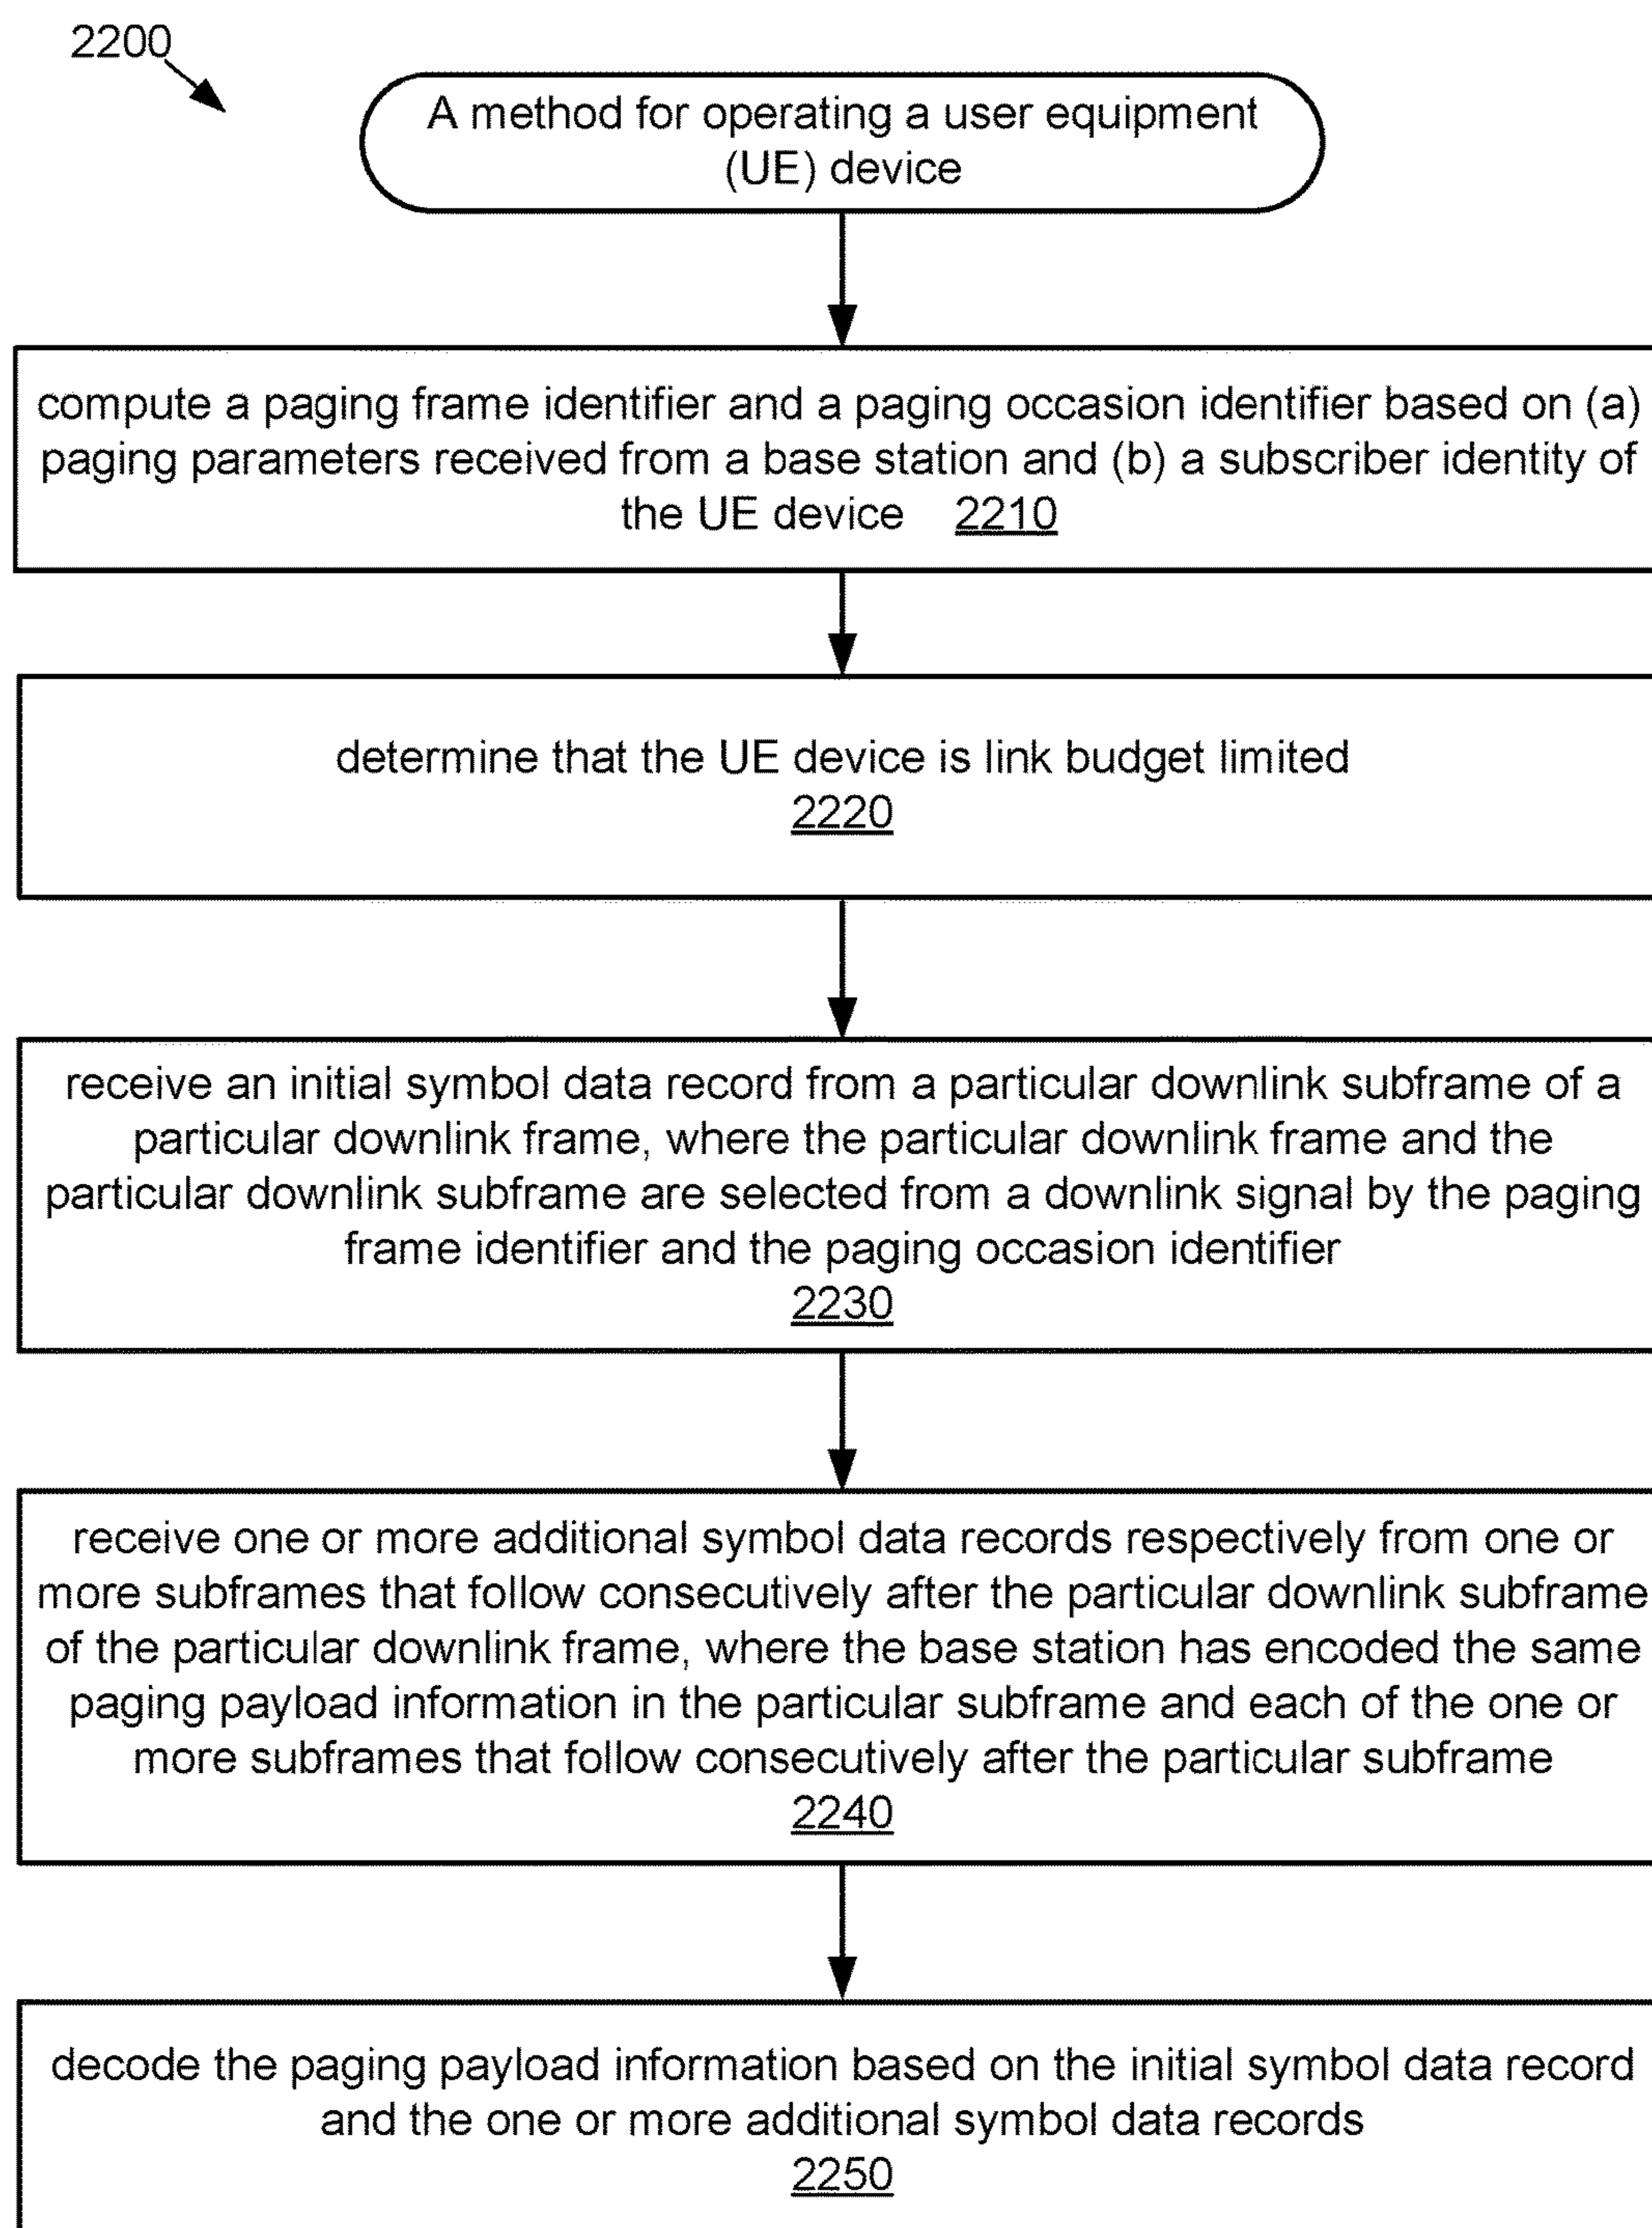 2200
A method for operating a user equipment
(UE) device
compute a paging frame identifier and a paging occasion identifier based on (a)
paging parameters received from a base station and (b) a subscriber identity of
the UE device 2210
determine that the UE device is link budget limited
2220
receive an initial symbol data record from a particular downlink subframe of a
particular downlink frame, where the particular downlink frame and the
particular downlink subframe are selected from a downlink signal by the paging
frame identifier and the paging occasion identifier
2230
receive one or more additional symbol data records respectively from one or
more subframes that follow consecutively after the particular downlink subframe
of the particular downlink frame, where the base station has encoded the same
paging payload information in the particular subframe and each of the one or
more subframes that follow consecutively after the particular subframe
2240
decode the paging payload information based on the initial symbol data record
and the one or more additional symbol data records
2250